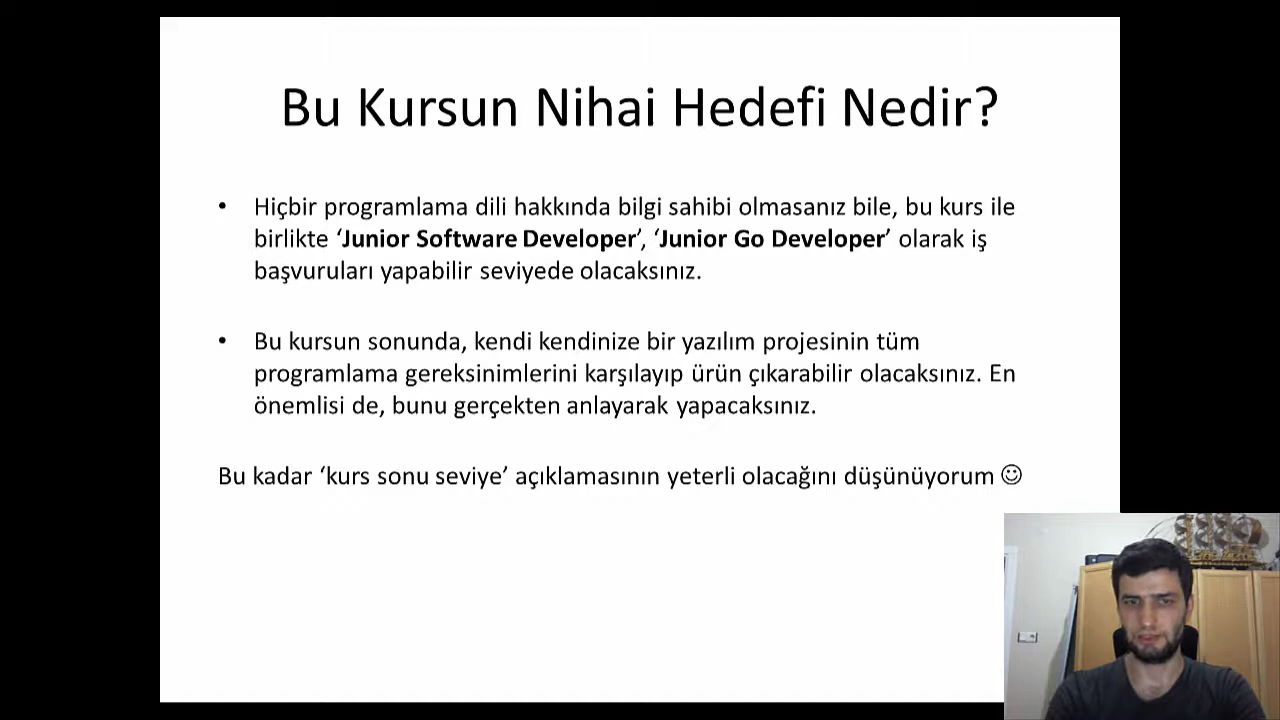 Bu Kursun Nihai Hedefi Nedir?
• Hiçbir programlama dili hakkında bilgi sahibi olmasanız bile, bu kurs ile
birlikte ‘Junior Software Developer’, ‘Junior Go Developer’ olarak iş
başvuruları yapabilir seviyede olacaksınız.
• Bu kursun sonunda, kendi kendinize bir yazılım projesinin tüm
programlama gereksinimlerini karşılayıp ürün çıkarabilir olacaksınız. En
önemlisi de, bunu gerçekten anlayarak yapacaksınız.
Bu kadar ‘kurs sonu seviye’ açıklamasının yeterli olacağını düşünüyorum ☺